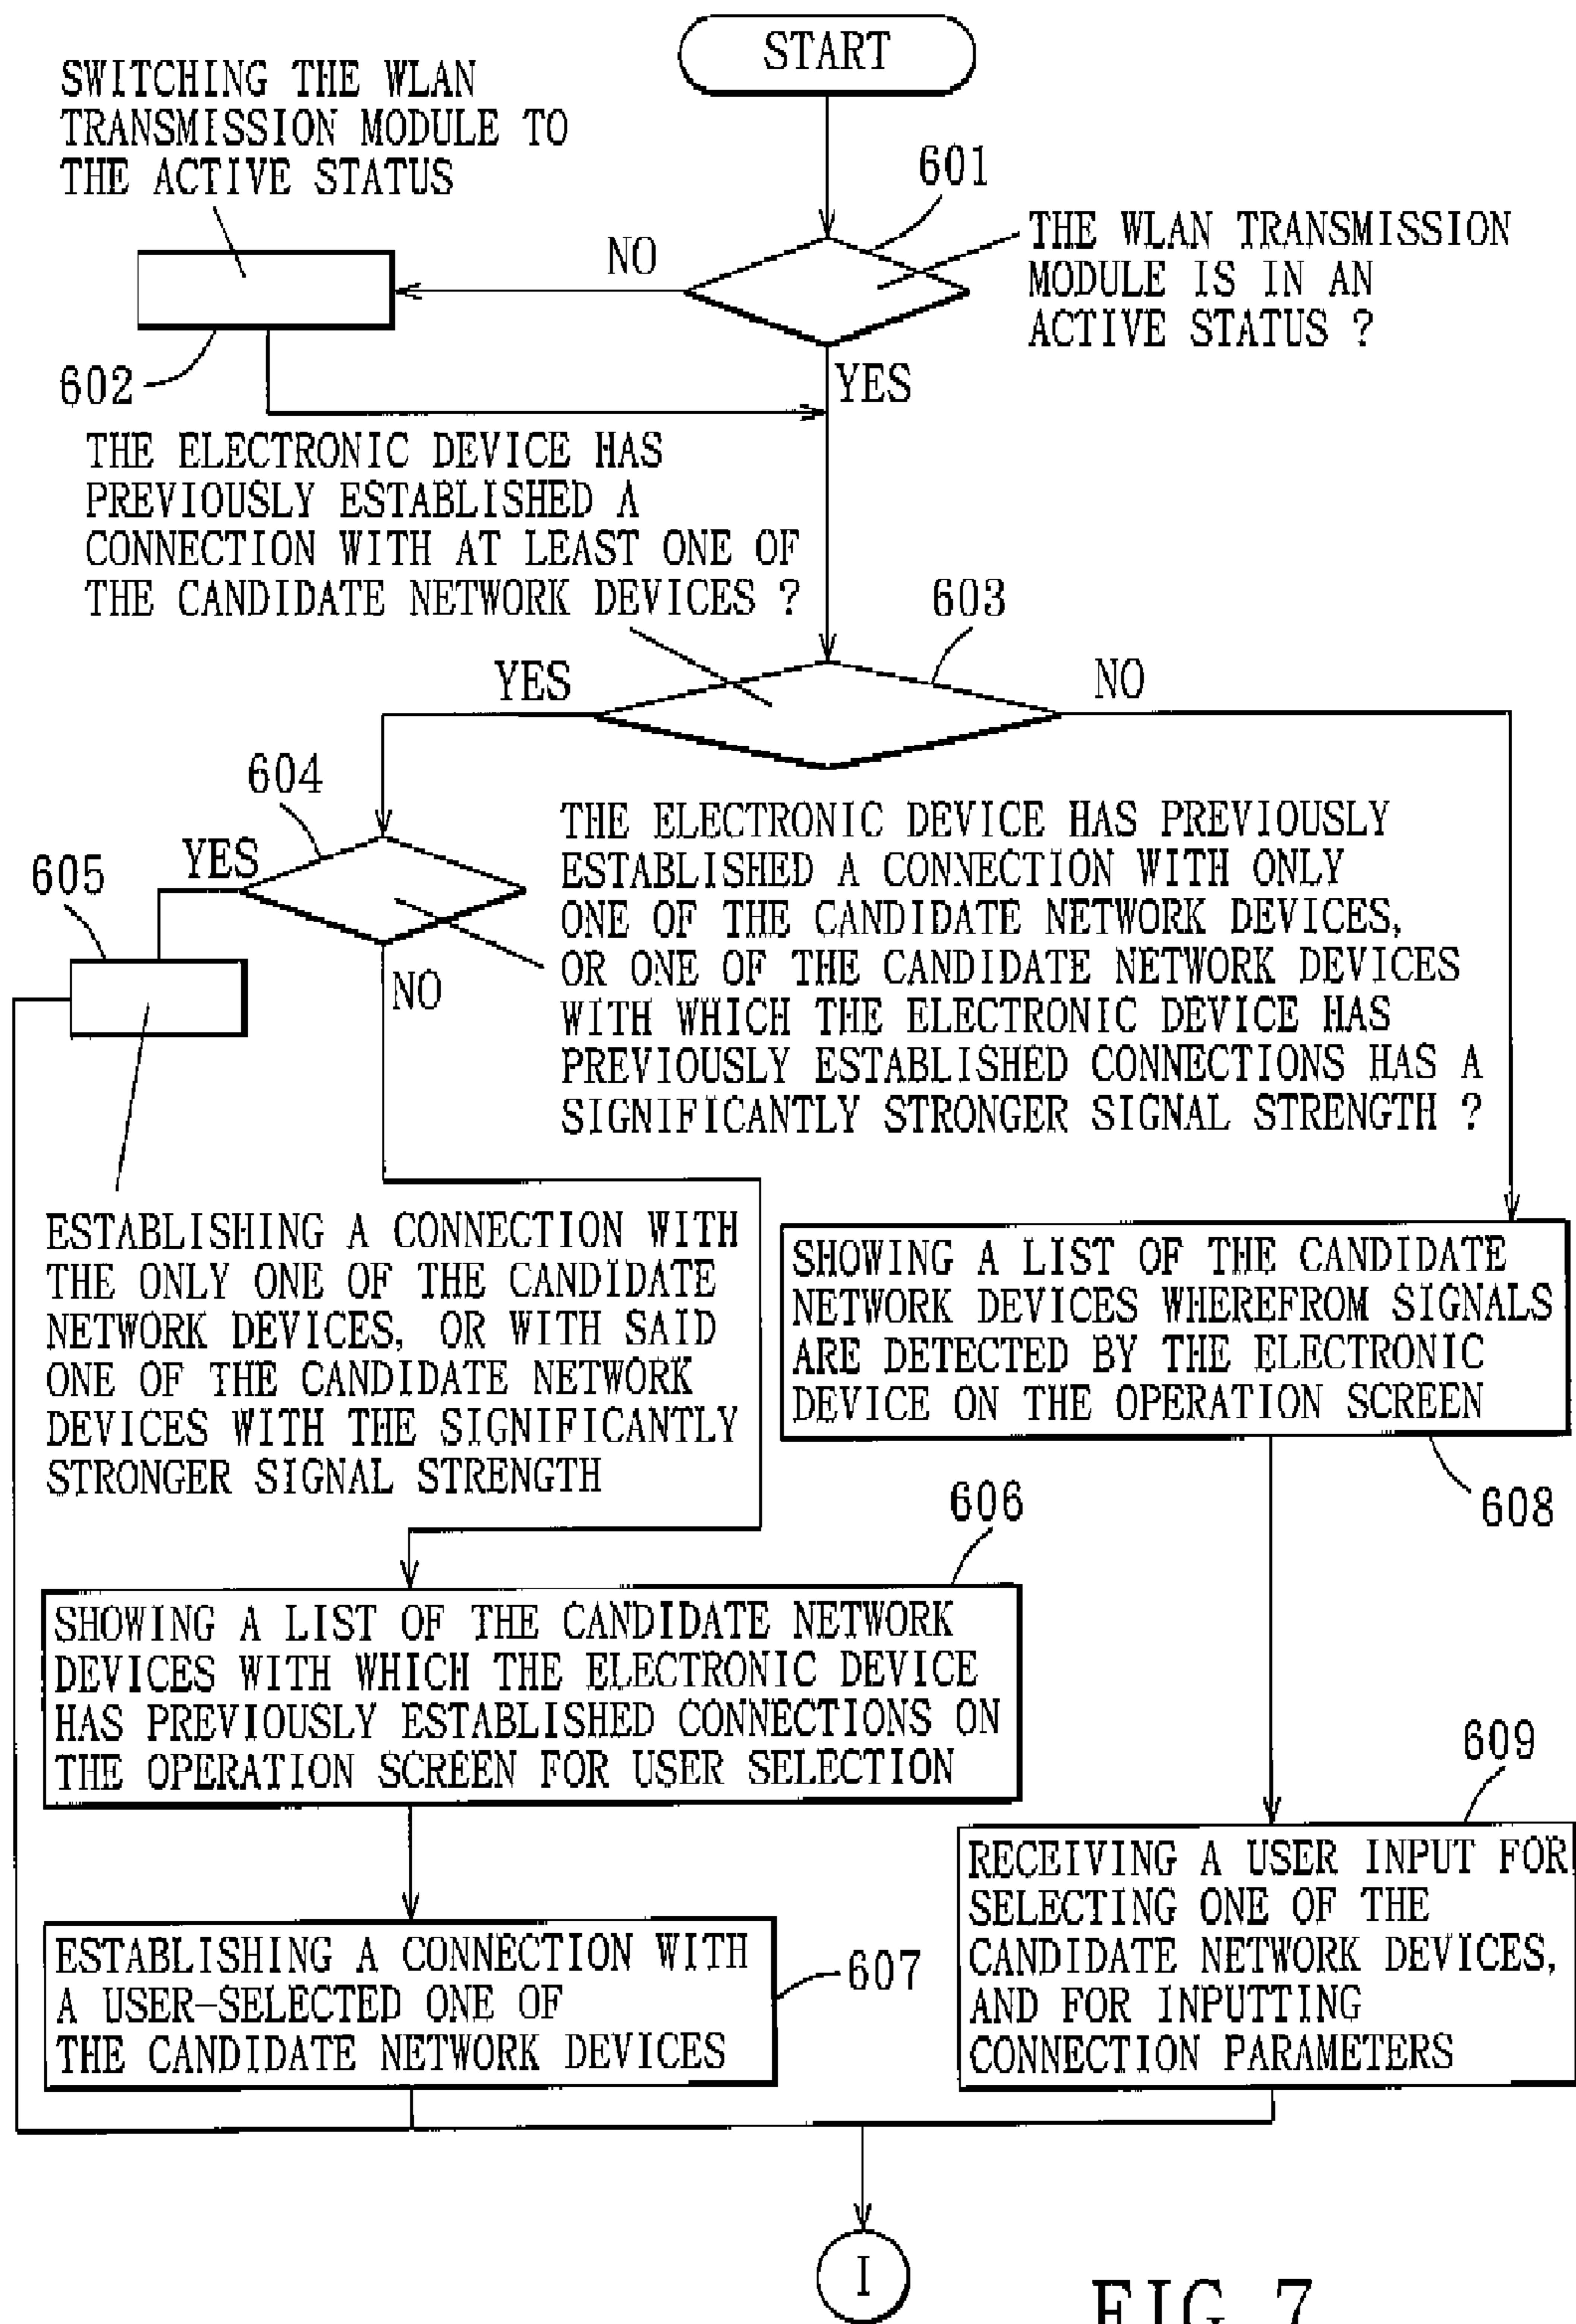 START
SWITCHING THE WLAN
TRANSMISSION MODULE TO
THE ACTIVE STATUS
601
THE WLAN TRANSMISSION
MODULE IS IN AN
ACTIVE STATUS ?
NO
602
YES
THE ELECTRONIC DEVICE HAS
PREVIOUSLY ESTABLISHED A
CONNECTION WITH AT LEAST ONE OF
THE CANDIDATE NETWORK DEVICES ?
603
YES
NO
604
THE ELECTRONIC DEVICE HAS PREVIOUSLY
ESTABLISHED A CONNECTION WITH ONLY
ONE OF THE CANDIDATE NETWORK DEVICES,
OR ONE OF THE CANDIDATE NETWORK DEVICES
WITH WHICH THE ELECTRONIC DEVICE HAS
PREVIOUSLY ESTABLISHED CONNECTIONS HAS A
SIGNIFICANTLY STRONGER SIGNAL STRENGTH ?
YES
605
NO
ESTABLISHING A CONNECTION WITH
THE ONLY ONE OF THE CANDIDATE
NETWORK DEVICES, OR WITH SAID
ONE OF THE CANDIDATE NETWORK
DEVICES WITH THE SIGNIFICANTLY
STRONGER SIGNAL STRENGTH
SHOWING A LIST OF THE CANDIDATE
NETWORK DEVICES WHEREFROM SIGNALS
ARE DETECTED BY THE ELECTRONIC
DEVICE ON THE OPERATION SCREEN
608
606
SHOWING A LIST OF THE CANDIDATE NETWORK
DEVICES WITH WHICH THE ELECTRONIC DEVICE
HAS PREVIOUSLY ESTABLISHED CONNECTIONS ON
THE OPERATION SCREEN FOR USER SELECTION
609
RECEIVING A USER INPUT FOR
SELECTING ONE OF THE
CANDIDATE NETWORK DEVICES,
AND FOR INPUTTING
CONNECTION PARAMETERS
ESTABLISHING A CONNECTION WITH
A USER-SELECTED ONE OF
THE CANDIDATE NETWORK DEVICES
607
I
FIG. 7